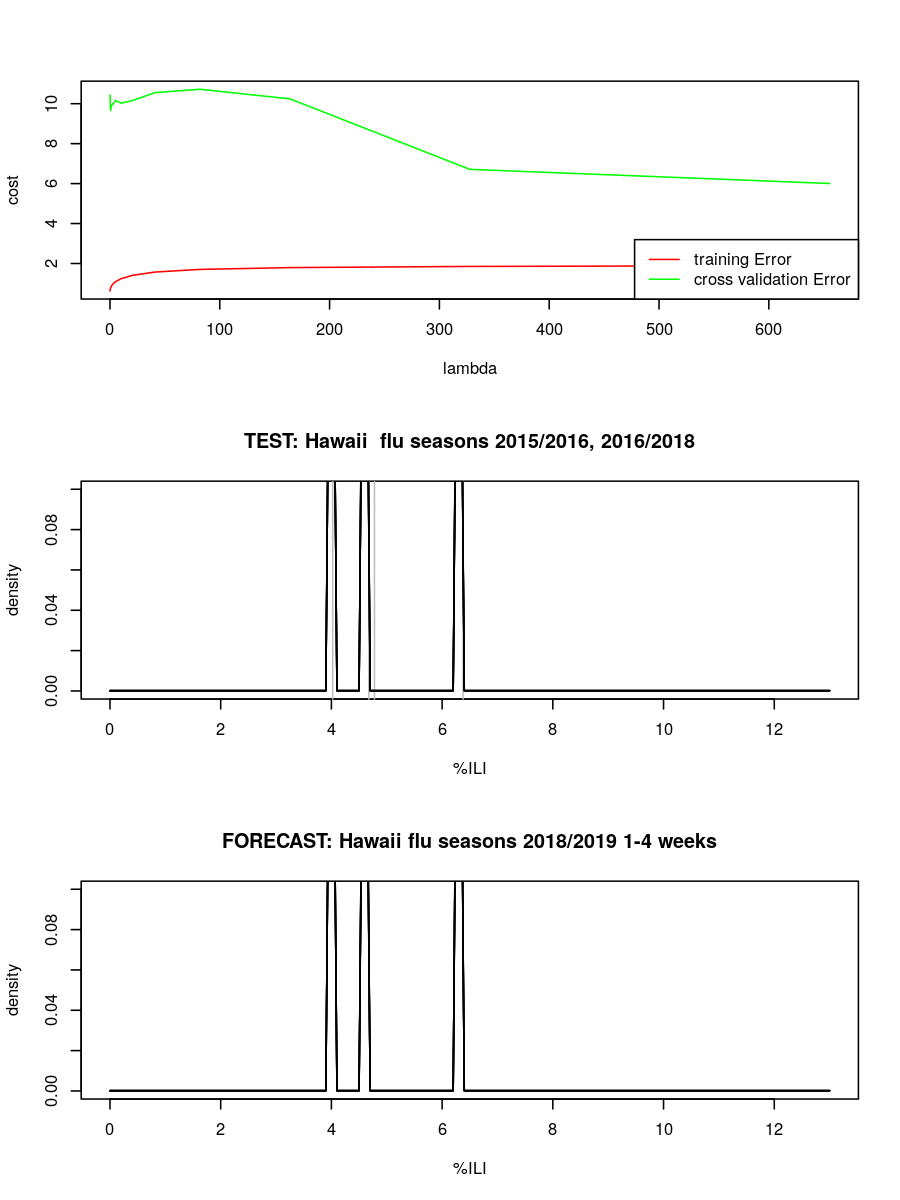 10
8
6
4
2
cost
training Error
cross validation Error
0 100 200 300 400 500 600
lambda
TEST: Hawaii  flu seasons 2015/2016, 2016/2018
0.08
0.04
0.00
density
0 2 4 6 8 10 12
%ILI
FORECAST: Hawaii flu seasons 2018/2019 1-4 weeks
0.08
0.04
0.00
density
0 2 4 6 8 10 12
%ILI